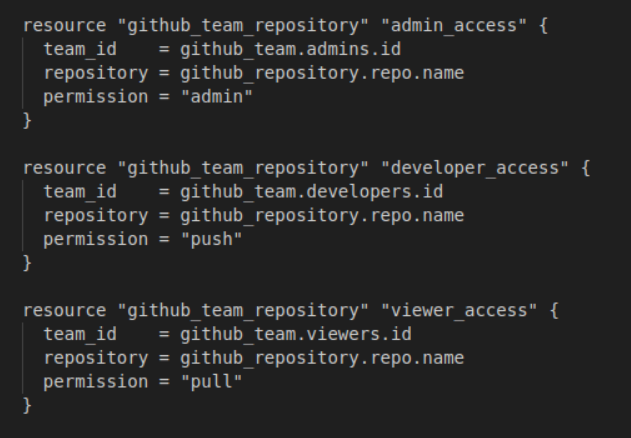 resource "github_team_repository" "admin_access" {
  team_id    = github_team.admins.id
  repository = github_repository.repo.name
  permission = "admin"
}

resource "github_team_repository" "developer_access" {
  team_id    = github_team.developers.id
  repository = github_repository.repo.name
  permission = "push"
}

resource "github_team_repository" "viewer_access" {
  team_id    = github_team.viewers.id
  repository = github_repository.repo.name
  permission = "pull"
}